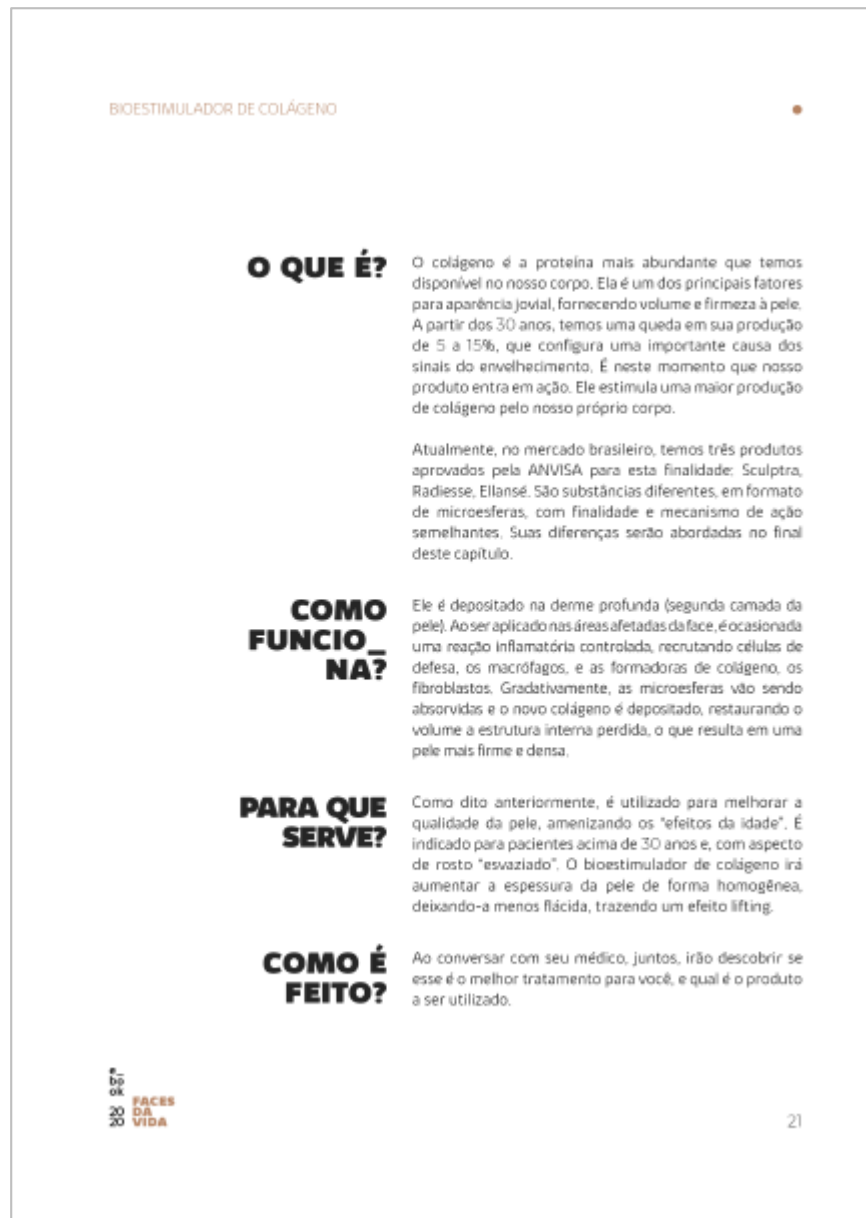 BIOESTIMULADOR DE COLÁGENO
O QUE É?
O colágeno é a proteína mais abundante que temos
disponível no nosso corpo. Ela é um dos principais fatores
para aparência jovial, fornecendo volume e firmeza à pele.
A partir dos 30 anos, temos uma queda em sua produção
de 5 a 15%, que configura uma importante causa dos
sinais do envelhecimento. É neste momento que nosso
produto entra em ação. Ele estimula uma maior produção
de colágeno pelo nosso próprio corpo.
Atualmente, no mercado brasileiro, temos três produtos
aprovados pela ANVISA para esta finalidade: Sculptra,
Radiesse, Ellansé. São substâncias diferentes, em formato
de microesferas, com finalidade e mecanismo de ação
semelhantes. Suas diferenças serão abordadas no final
deste capítulo.
COMO
FUNCIO_
NA?
Ele é depositado na derme profunda (segunda camada da
pele). Ao ser aplicado nas áreas afetadas da face, é ocasionada
uma reação inflamatória controlada, recrutando células de
defesa, os macrófagos, e as formadoras de colágeno, os
fibroblastos. Gradativamente, as microesferas vão sendo
absorvidas e o novo colágeno é depositado, restaurando o
volume a estrutura interna perdida, o que resulta em uma
pele mais firme e densa.
PARA QUE
SERVE?
Como dito anteriormente, é utilizado para melhorar a
qualidade da pele, amenizando os “efeitos da idade”. É
indicado para pacientes acima de 30 anos e, com aspecto
de rosto “esvaziado”. O bioestimulador de colágeno irá
aumentar a espessura da pele de forma homogênea,
deixando-a menos flácida, trazendo um efeito lifting.
COMO É
FEITO?
Ao conversar com seu médico, juntos, irão descobrir se
esse é o melhor tratamento para você, e qual é o produto
a ser utilizado.
e_
bo
ok
20
20
FACES
DA
VIDA
21